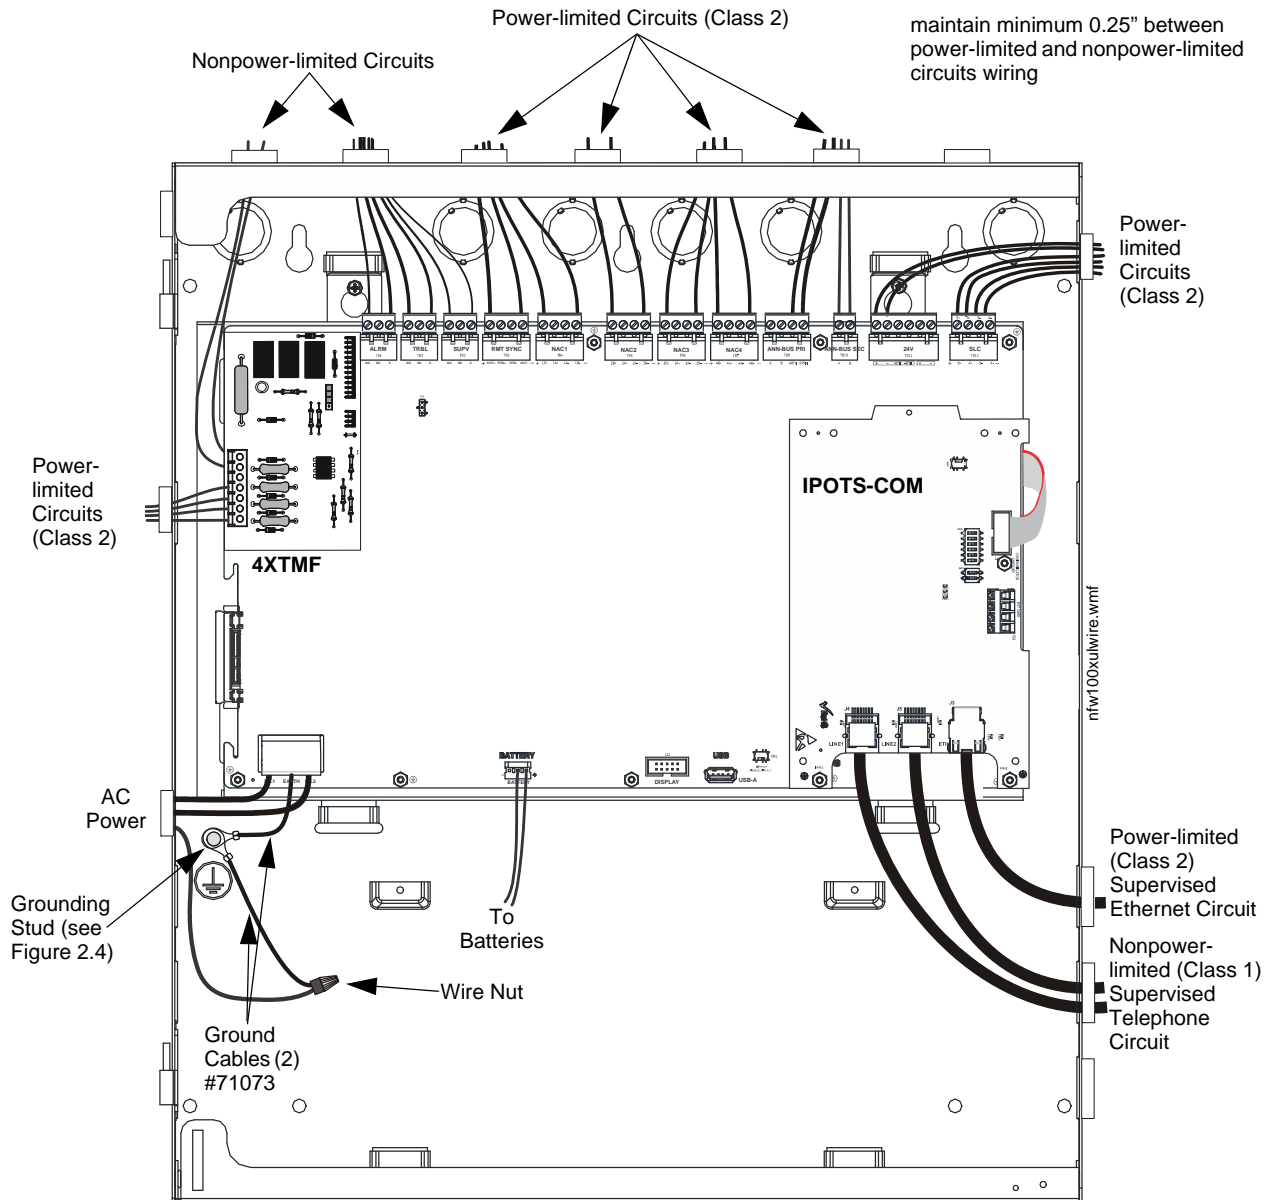 Power-limited Circuits (Class 2)
maintain minimum 0.25” between
power-limited and nonpower-limited
circuits wiring
Nonpower-limited Circuits
Power-
limited
Circuits
(Class 2)
ALRM
TRBL
SUPV
RMT SYNC
NAC1
NAC2
NAC3
NAC4
ANN-BUS PRI
ANN-BUS SEC
24V
SLC
Power-
limited
Circuits
(Class 2)
4XTMF
IPOTS-COM
nfw100xulwire.wmf
J4
J5
J3
LINE1
LINE2
BATTERY
BATTERY
DISPLAY
USB
USB-A
AC
Power
Grounding
Stud (see
Figure 2.4)
To
Batteries
Wire Nut
Ground
Cables (2)
#71073
Power-limited
(Class 2)
Supervised
Ethernet Circuit
Nonpower-
limited (Class 1)
Supervised
Telephone
Circuit